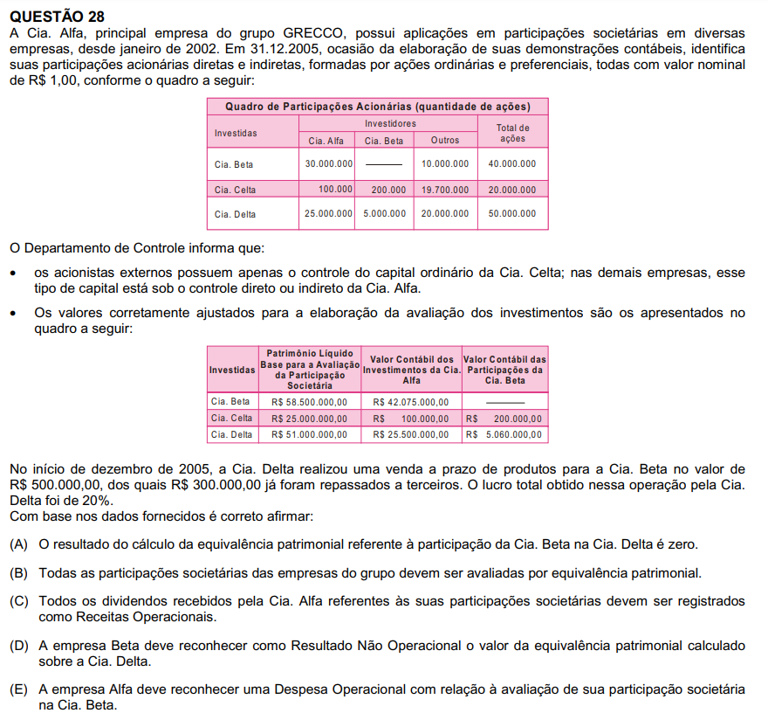 QUESTÃO 28
A Cia. Alfa, principal empresa do grupo GRECCO, possui aplicações em participações societárias em diversas
empresas, desde janeiro de 2002. Em 31.12.2005, ocasião da elaboração de suas demonstrações contábeis, identifica
suas participações acionárias diretas e indiretas, formadas por ações ordinárias e preferenciais, todas com valor nominal
de R$ 1,00, conforme o quadro a seguir:
Quadro de Participações Acionárias (quantidade de ações)
Investidas
Investidores
Total de
ações
Cia. Alfa Cia. Beta Outros
Cia. Beta 30.000.000 ——— 10.000.000 40.000.000
Cia. Celta 100.000 200.000 19.700.000 20.000.000
Cia. Delta 25.000.000 5.000.000 20.000.000 50.000.000
O Departamento de Controle informa que:
• os acionistas externos possuem apenas o controle do capital ordinário da Cia. Celta; nas demais empresas, esse
tipo de capital está sob o controle direto ou indireto da Cia. Alfa.
• Os valores corretamente ajustados para a elaboração da avaliação dos investimentos são os apresentados no
quadro a seguir:
Investidas
Patrimônio Líquido
Base para a Avaliação
da Participação
Societária
Valor Contábil dos
Investimentos da Cia.
Alfa
Valor Contábil das
Participações da
Cia. Beta
Cia. Beta R$ 58.500.000,00 R$ 42.075.000,00 ———
Cia. Celta R$ 25.000.000,00 R$ 100.000,00 R$ 200.000,00
Cia. Delta R$ 51.000.000,00 R$ 25.500.000,00 R$ 5.060.000,00
No início de dezembro de 2005, a Cia. Delta realizou uma venda a prazo de produtos para a Cia. Beta no valor de
R$ 500.000,00, dos quais R$ 300.000,00 já foram repassados a terceiros. O lucro total obtido nessa operação pela Cia.
Delta foi de 20%.
Com base nos dados fornecidos é correto afirmar:
(A) O resultado do cálculo da equivalência patrimonial referente à participação da Cia. Beta na Cia. Delta é zero.
(B) Todas as participações societárias das empresas do grupo devem ser avaliadas por equivalência patrimonial.
(C) Todos os dividendos recebidos pela Cia. Alfa referentes às suas participações societárias devem ser registrados
como Receitas Operacionais.
(D) A empresa Beta deve reconhecer como Resultado Não Operacional o valor da equivalência patrimonial calculado
sobre a Cia. Delta.
(E) A empresa Alfa deve reconhecer uma Despesa Operacional com relação à avaliação de sua participação societária
na Cia. Beta.